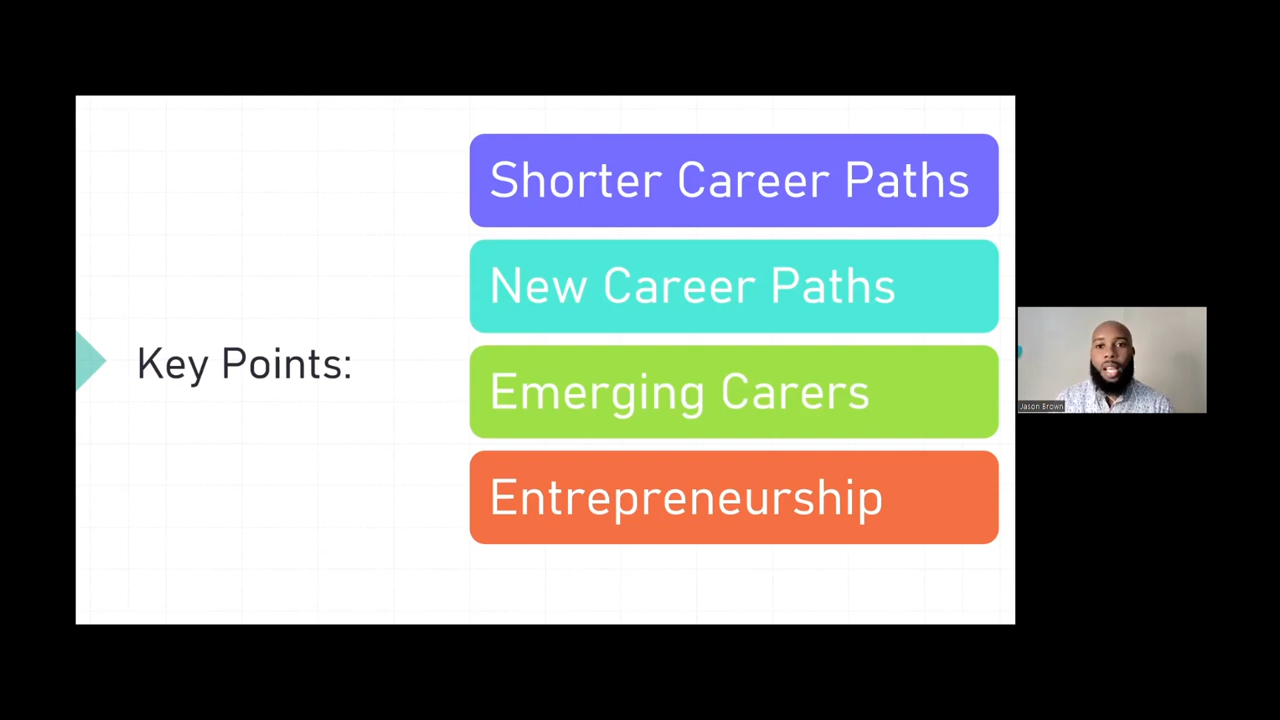 Key Points:
Shorter Career Paths
New Career Paths
Emerging Carers
Entrepreneurship
Jason Brown